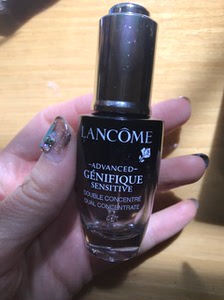 LANCÔME
-ADVANCED-
GÉNIFIQUE
SENSITIVE
DOUBLE CONCENTRÉ
DUAL CONCENTRATE